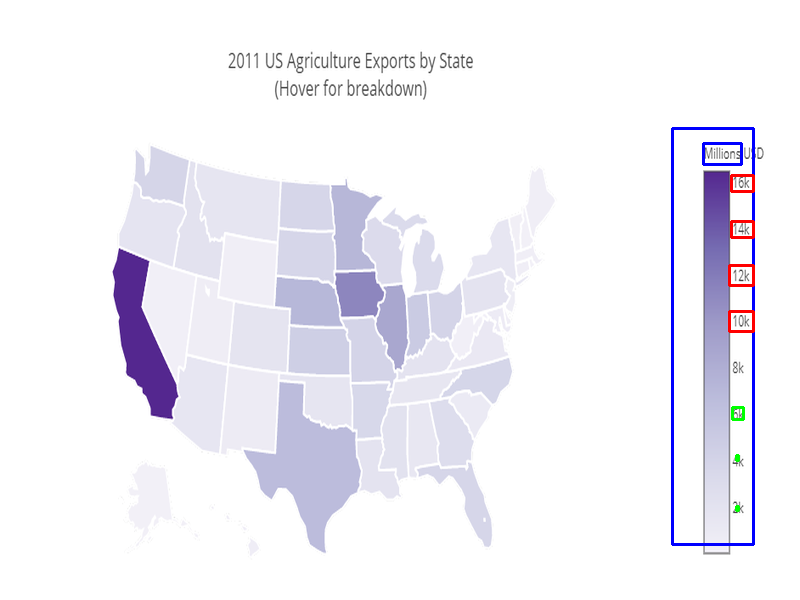 2011 US Agriculture Exports by State
(Hover for breakdown)
Millions USD
16k
14k
12k
10k
8k
6k
4k
2k